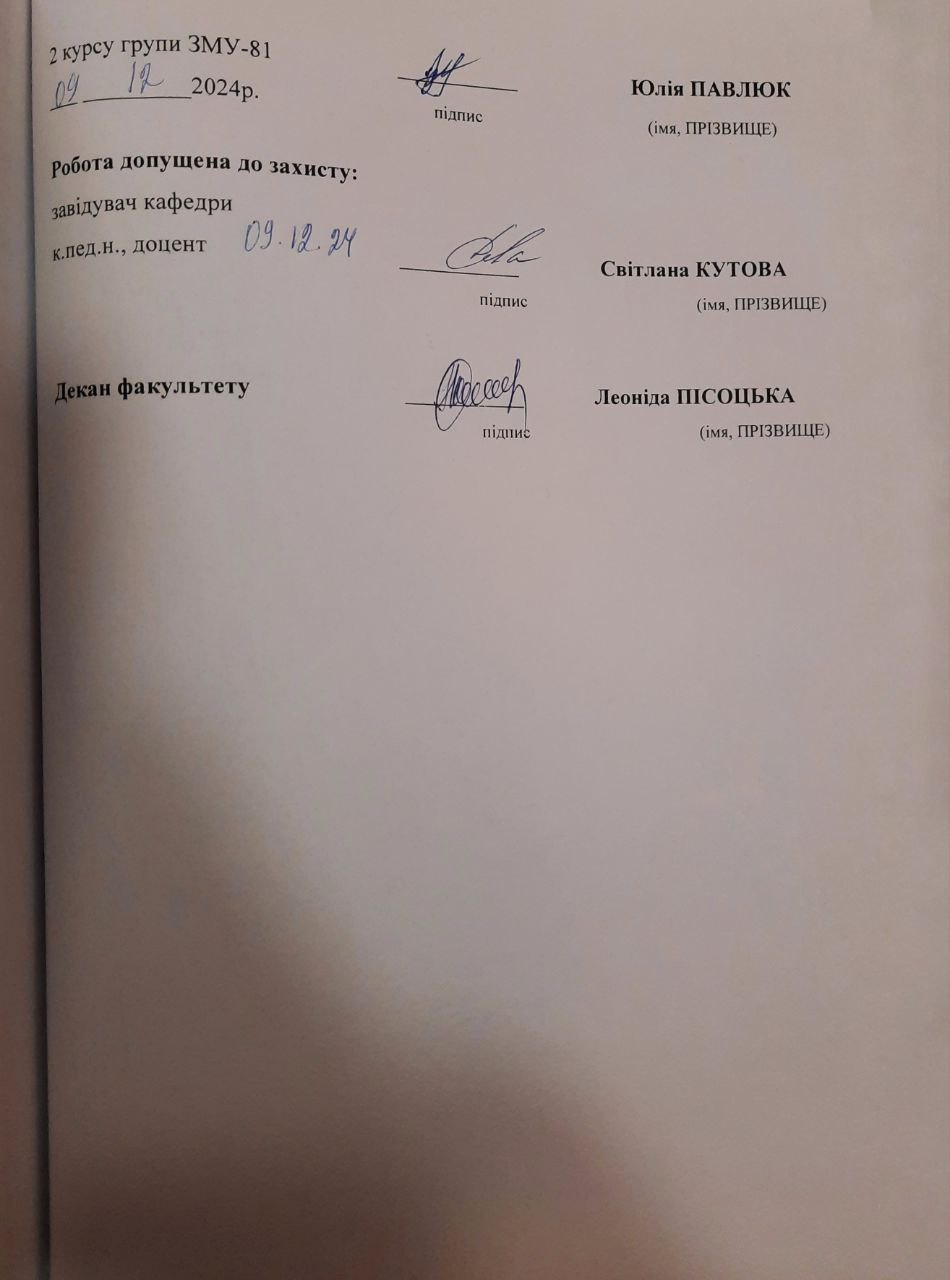 2 курсу групи ЗМУ-81
09 12 2024р.
Юлія ПАВЛЮК
підпис
(імя, ПРІЗВИЩЕ)
Робота допущена до захисту:
завідувач кафедри
к.пед.н., доцент 09.12.24
Світлана КУТОВА
підпис
(імя, ПРІЗВИЩЕ)
Декан факультету
Леоніда ПІСОЦЬКА
підпис
(імя, ПРІЗВИЩЕ)